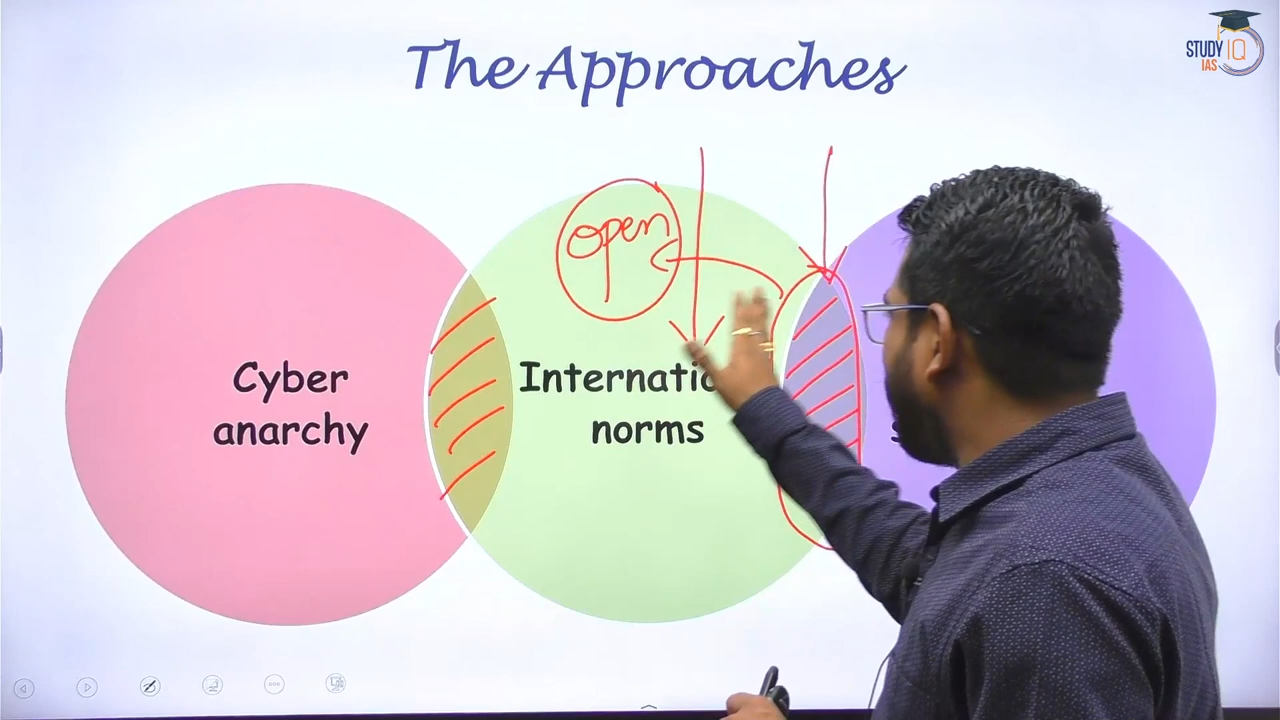 The Approaches
STUDY IQ
IAS
open
Cyber
anarchy
Internatio
norms